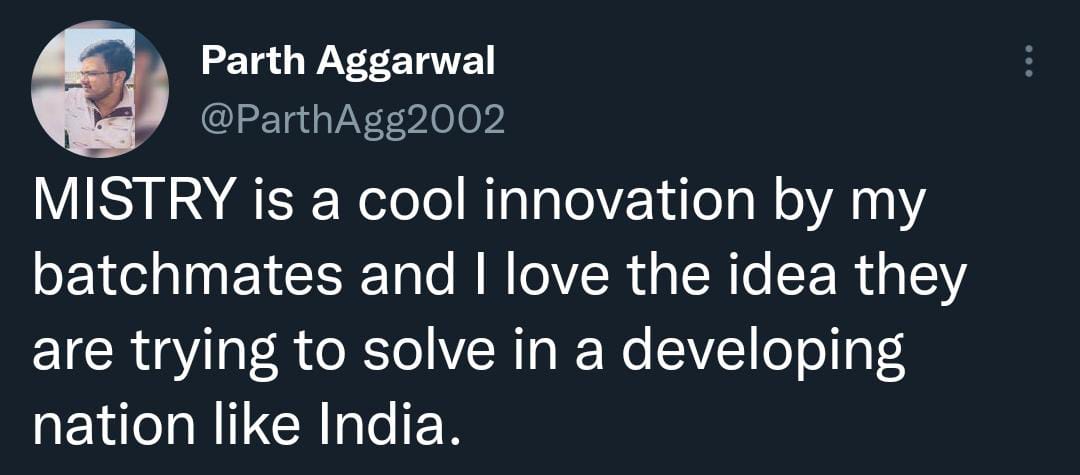 Parth Aggarwal
@ParthAgg2002
MISTRY is a cool innovation by my
batchmates and I love the idea they
are trying to solve in a developing
nation like India.